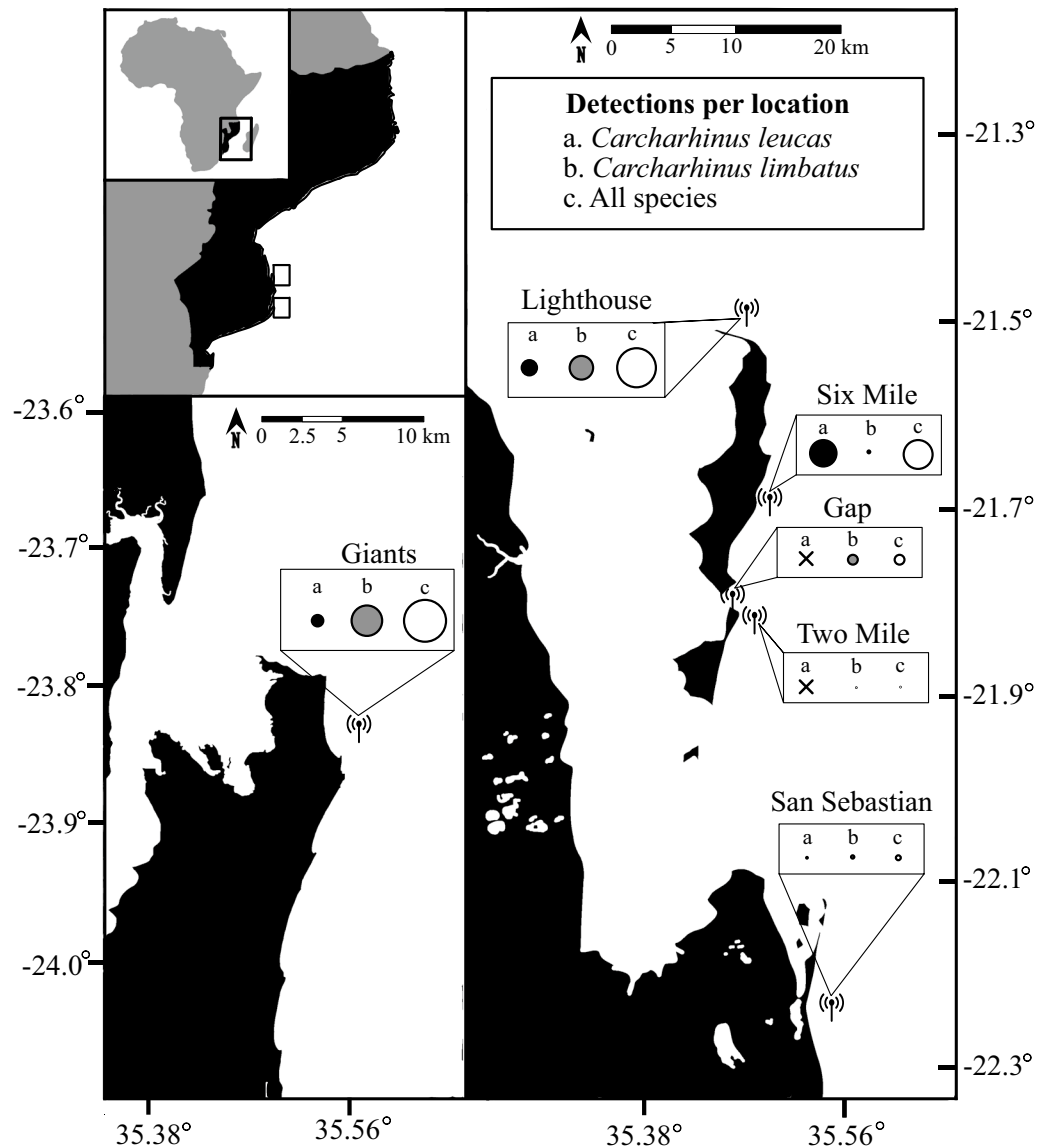 N
0 5 10 20 km
Detections per location
a. Carcharhinus leucas
b. Carcharhinus limbatus
c. All species
-21.3°
-21.5°
-21.7°
-21.9°
-22.1°
-22.3°
Lighthouse
a b c
Six Mile
a b c
Gap
a b c
Two Mile
a b c
San Sebastian
a b c
N
0 2.5 5 10 km
-23.6°
-23.7°
-23.8°
-23.9°
-24.0°
Giants
a b c
35.38° 35.56° 35.38° 35.56°